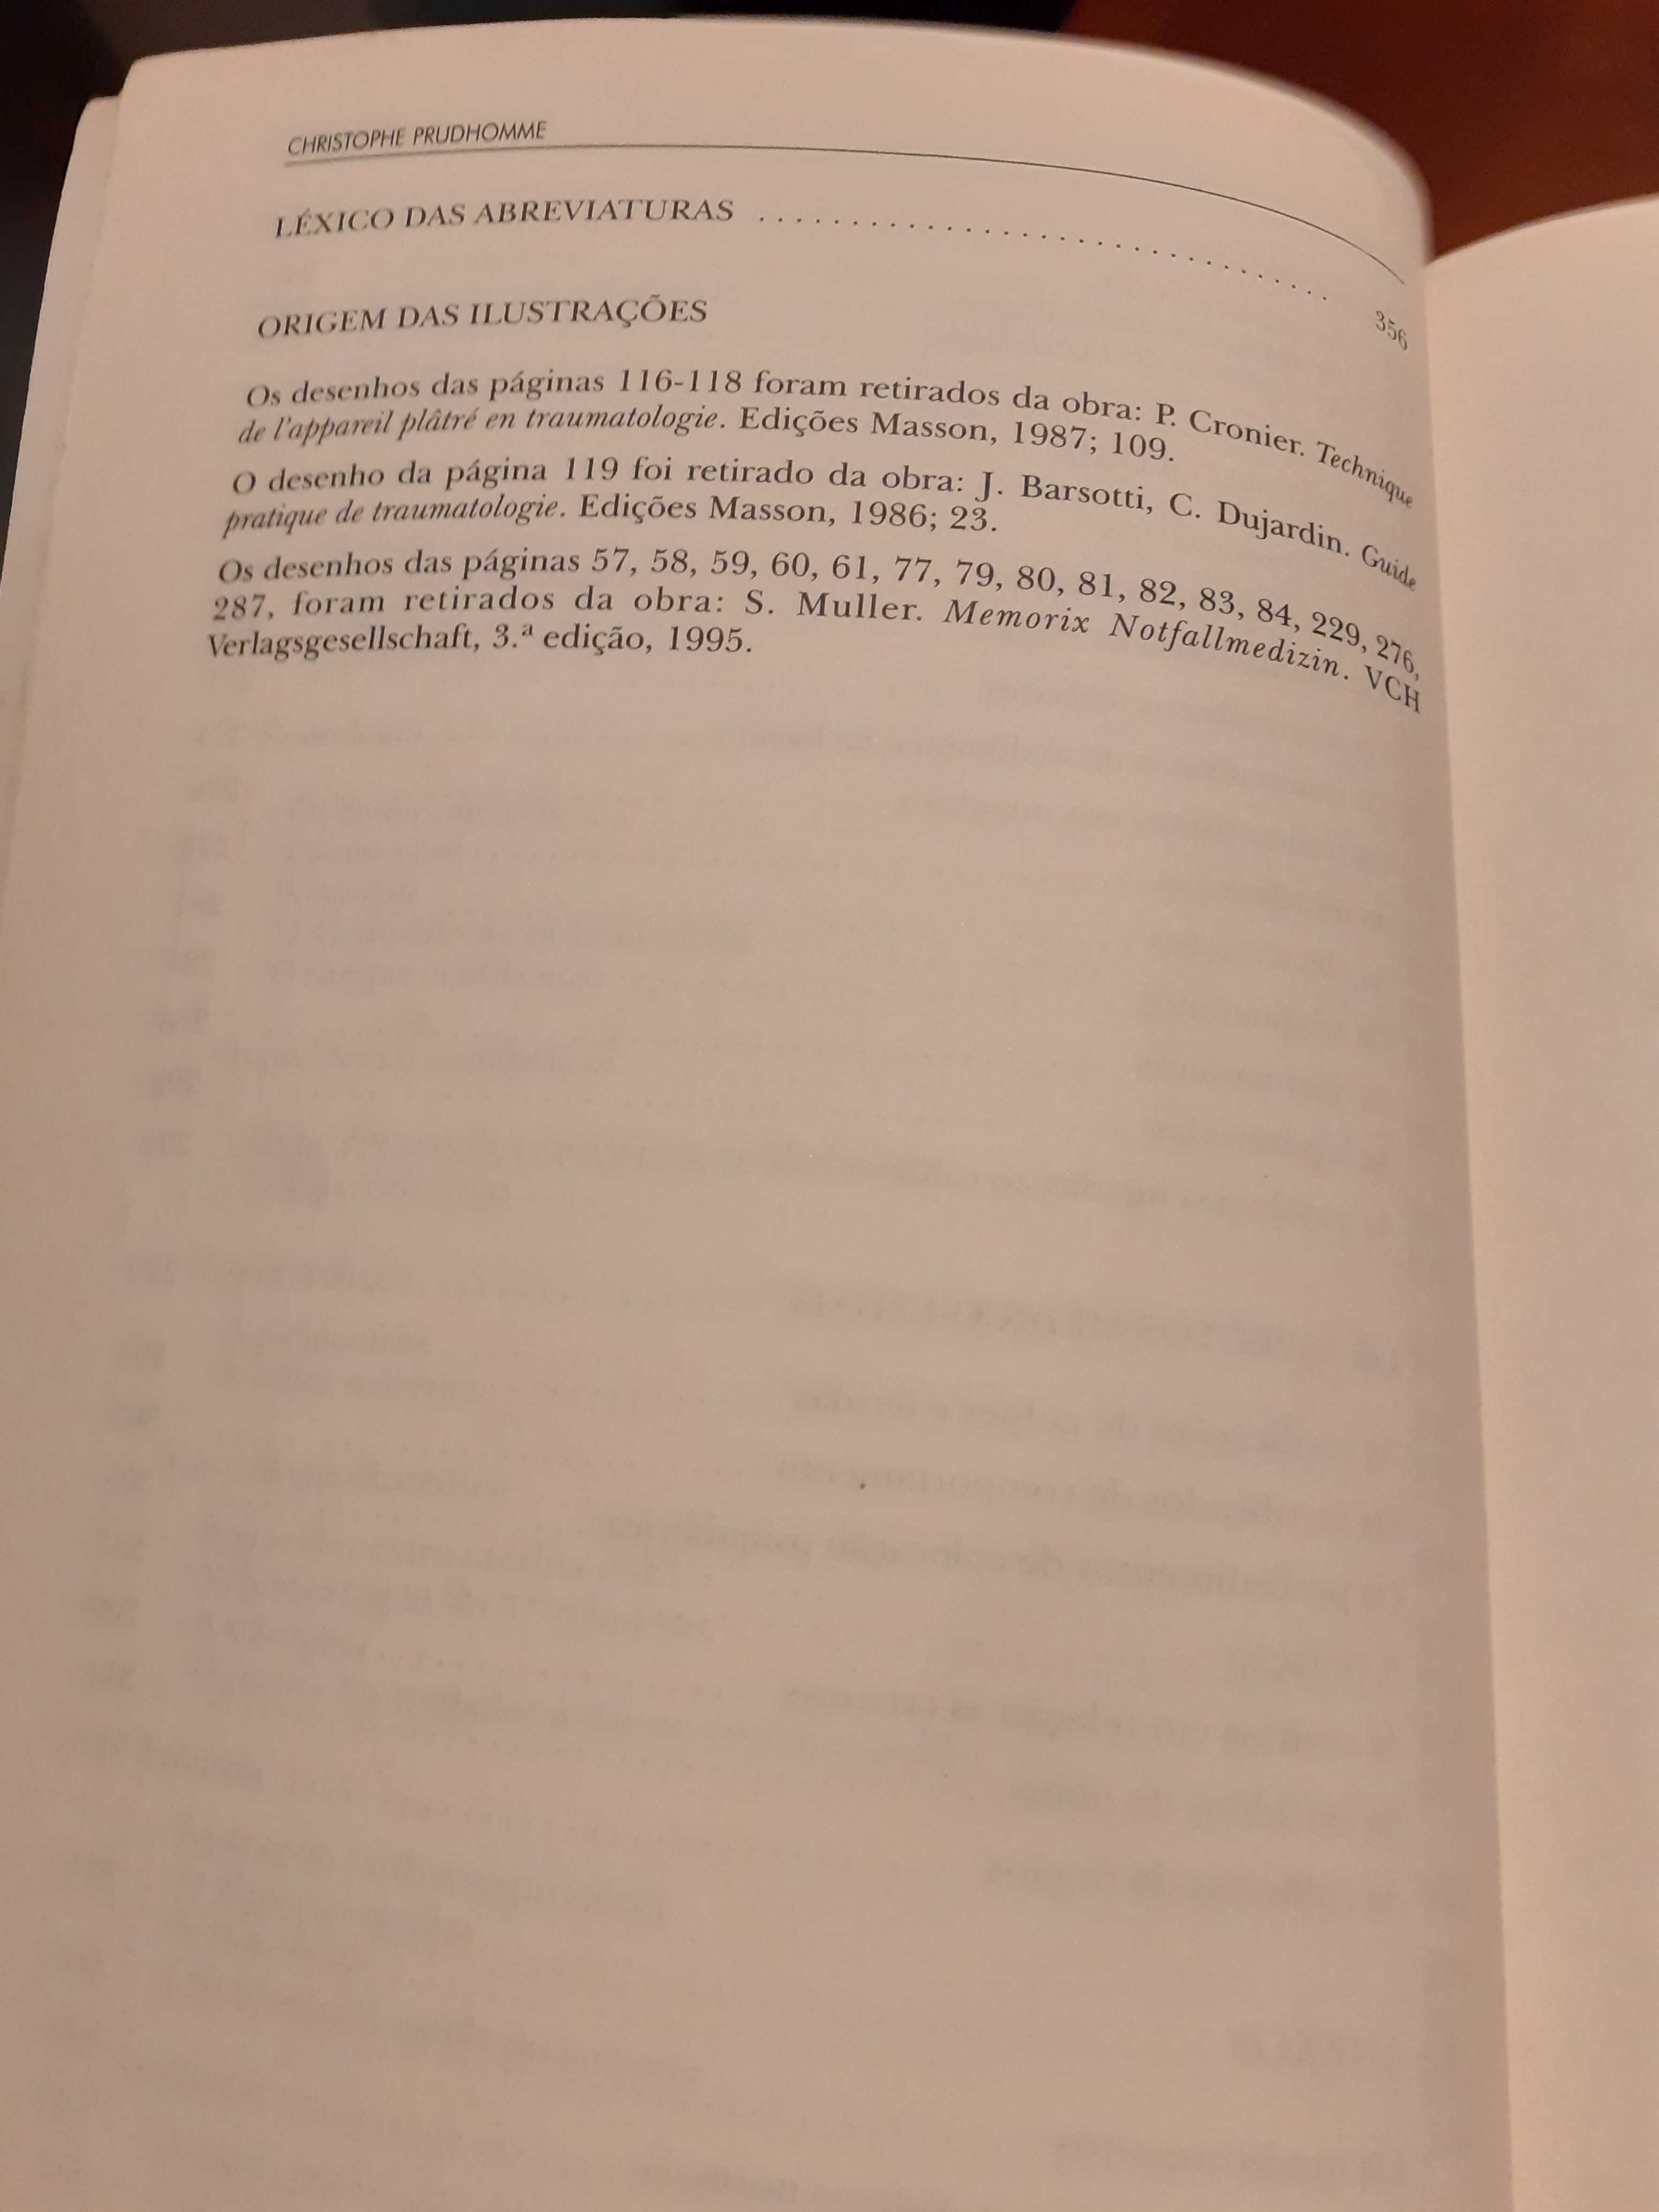 CHRISTOPHE PRUDHOMME
LÉXICO DAS ABREVIATURAS . . . . . . . . . . . . . . . . . . . . . . . . . . . . . . . . 356
ORIGEM DAS ILUSTRAÇÕES
Os desenhos das páginas 116-118 foram retirados da obra: P. Cronier. Technique
de l'appareil plâtré en traumatologie. Edições Masson, 1987; 109.
O desenho da página 119 foi retirado da obra: J. Barsotti, C. Dujardin. Guide
pratique de traumatologie. Edições Masson, 1986; 23.
Os desenhos das páginas 57, 58, 59, 60, 61, 77, 79, 80, 81, 82, 83, 84, 229, 276,
287, foram retirados da obra: S. Muller. Memorix Notfallmedizin. VCH
Verlagsgesellschaft, 3.ª edição, 1995.